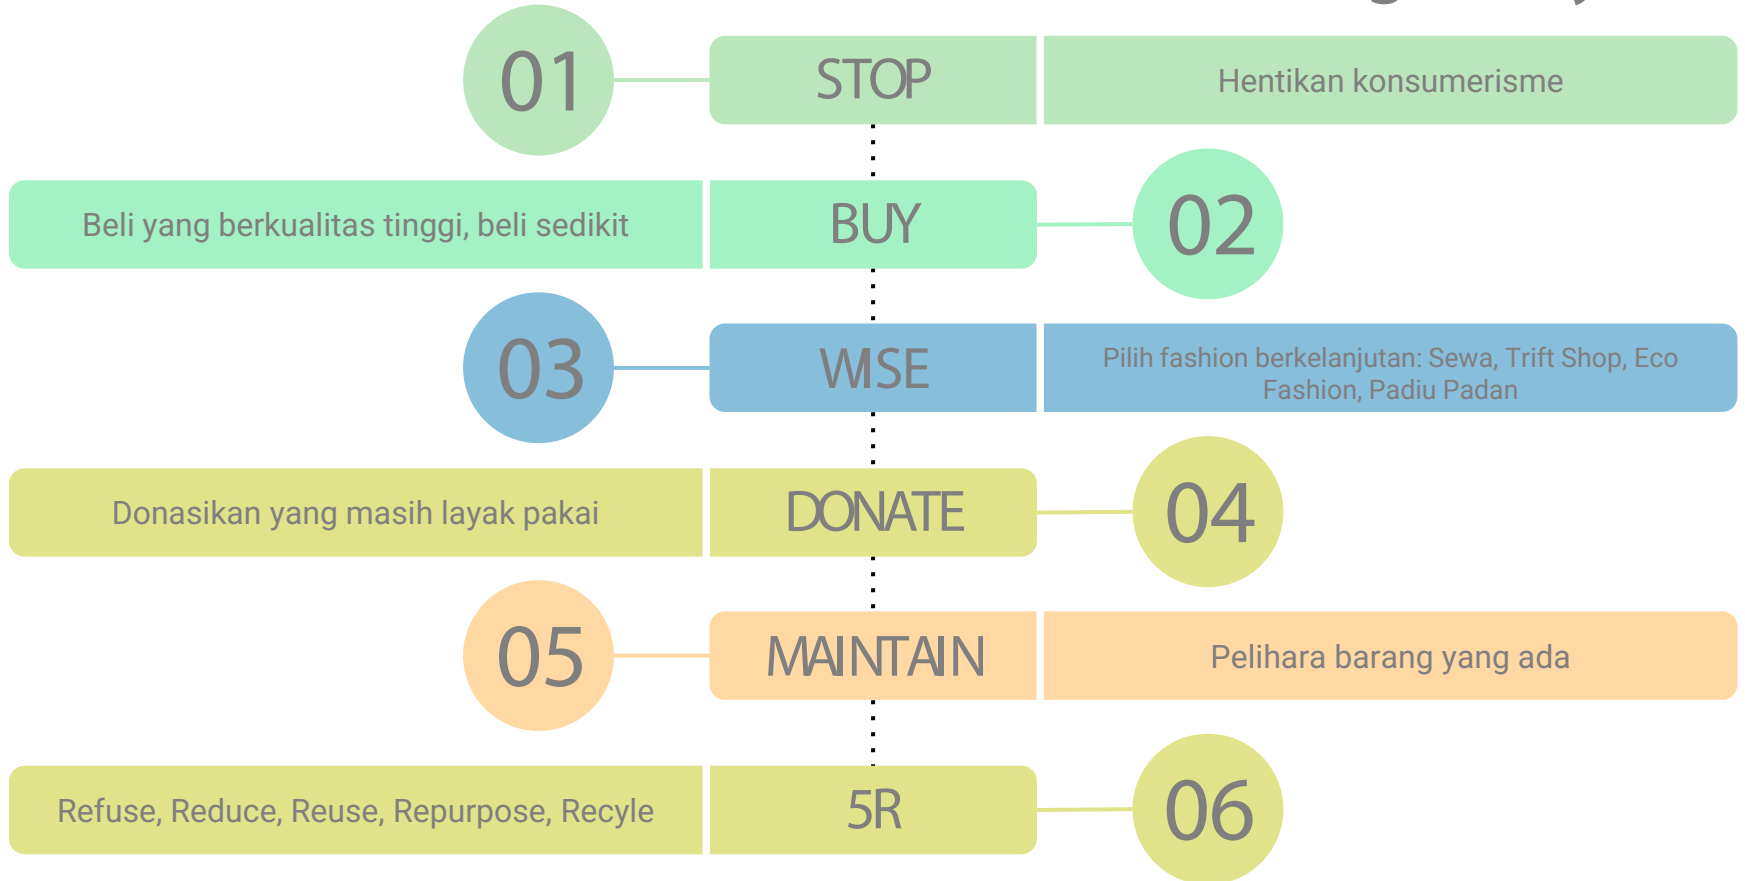 01
STOP
Hentikan konsumerisme
Beli yang berkualitas tinggi, beli sedikit
BUY
02
03
WISE
Pilih fashion berkelanjutan: Sewa, Trift Shop, Eco
Fashion, Padiu Padan
Donasikan yang masih layak pakai
DONATE
04
05
MAINTAIN
Pelihara barang yang ada
Refuse, Reduce, Reuse, Repurpose, Recyle
5R
06